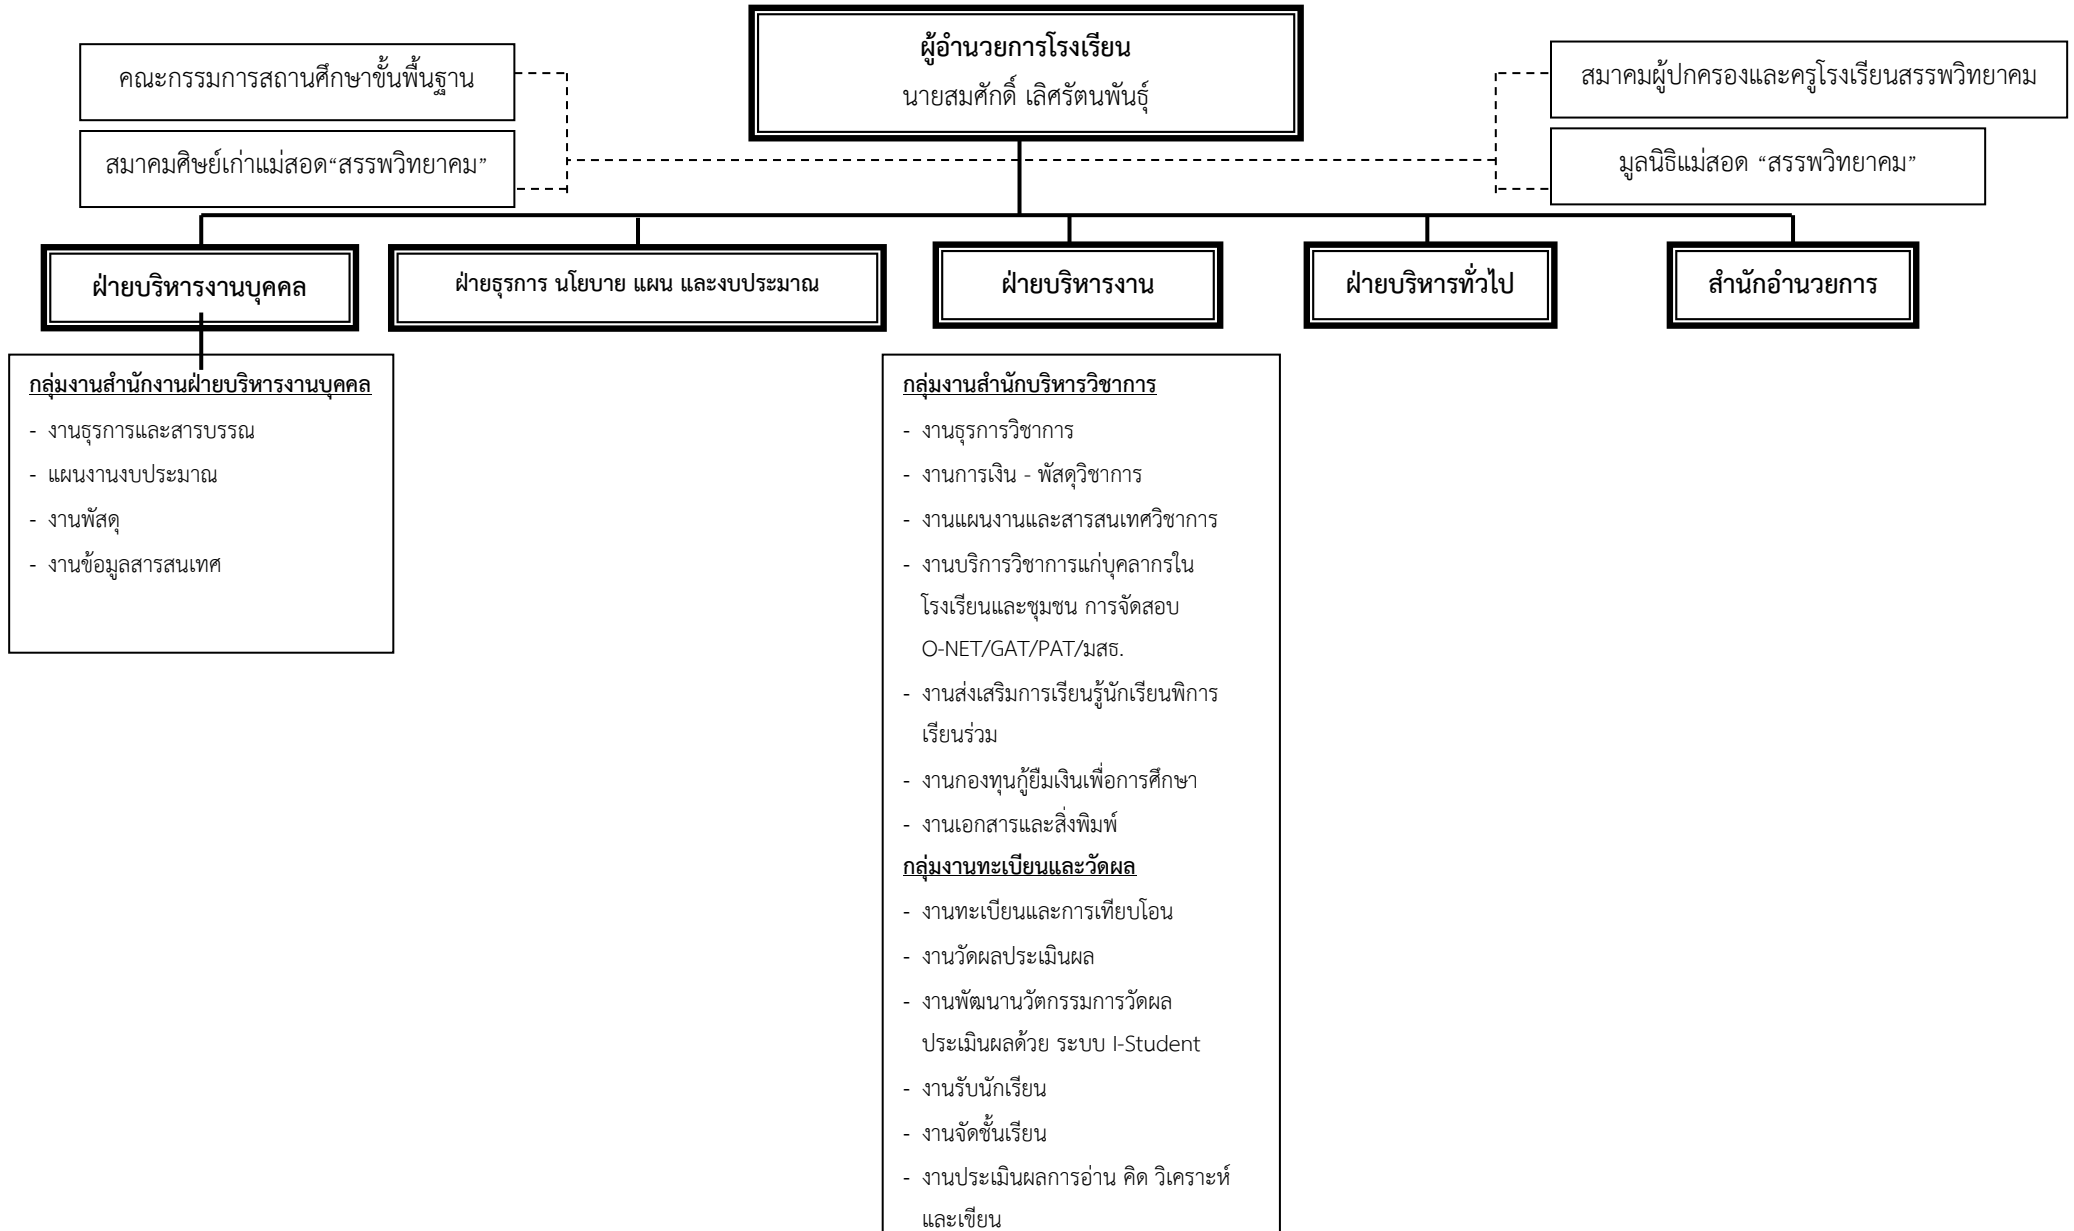 ผู้อำนวยการโรงเรียน
นายสมศักดิ์ เลิศรัตนพันธุ์
คณะกรรมการสถานศึกษาขั้นพื้นฐาน
สมาคมศิษย์เก่าแม่สอด“สรรพวิทยาคม”
สมาคมผู้ปกครองและครูโรงเรียนสรรพวิทยาคม
มูลนิธิแม่สอด “สรรพวิทยาคม”
ฝ่ายบริหารงานบุคคล
ฝ่ายธุรการ นโยบาย แผน และงบประมาณ
ฝ่ายบริหารงาน
ฝ่ายบริหารทั่วไป
สำนักอำนวยการ
กลุ่มงานสำนักงานฝ่ายบริหารงานบุคคล
- งานธุรการและสารบรรณ
- แผนงานงบประมาณ
- งานพัสดุ
- งานข้อมูลสารสนเทศ
กลุ่มงานสำนักบริหารวิชาการ
- งานธุรการวิชาการ
- งานการเงิน - พัสดุวิชาการ
- งานแผนงานและสารสนเทศวิชาการ
- งานบริการวิชาการแก่บุคลากรใน
โรงเรียนและชุมชน การจัดสอบ
O-NET/GAT/PAT/มสธ.
- งานส่งเสริมการเรียนรู้นักเรียนพิการ
เรียนร่วม
- งานกองทุนกู้ยืมเงินเพื่อการศึกษา
- งานเอกสารและสิ่งพิมพ์
กลุ่มงานทะเบียนและวัดผล
- งานทะเบียนและการเทียบโอน
- งานวัดผลประเมินผล
- งานพัฒนานวัตกรรมการวัดผล
ประเมินผลด้วย ระบบ I-Student
- งานรับนักเรียน
- งานจัดชั้นเรียน
- งานประเมินผลการอ่าน คิด วิเคราะห์
และเขียน